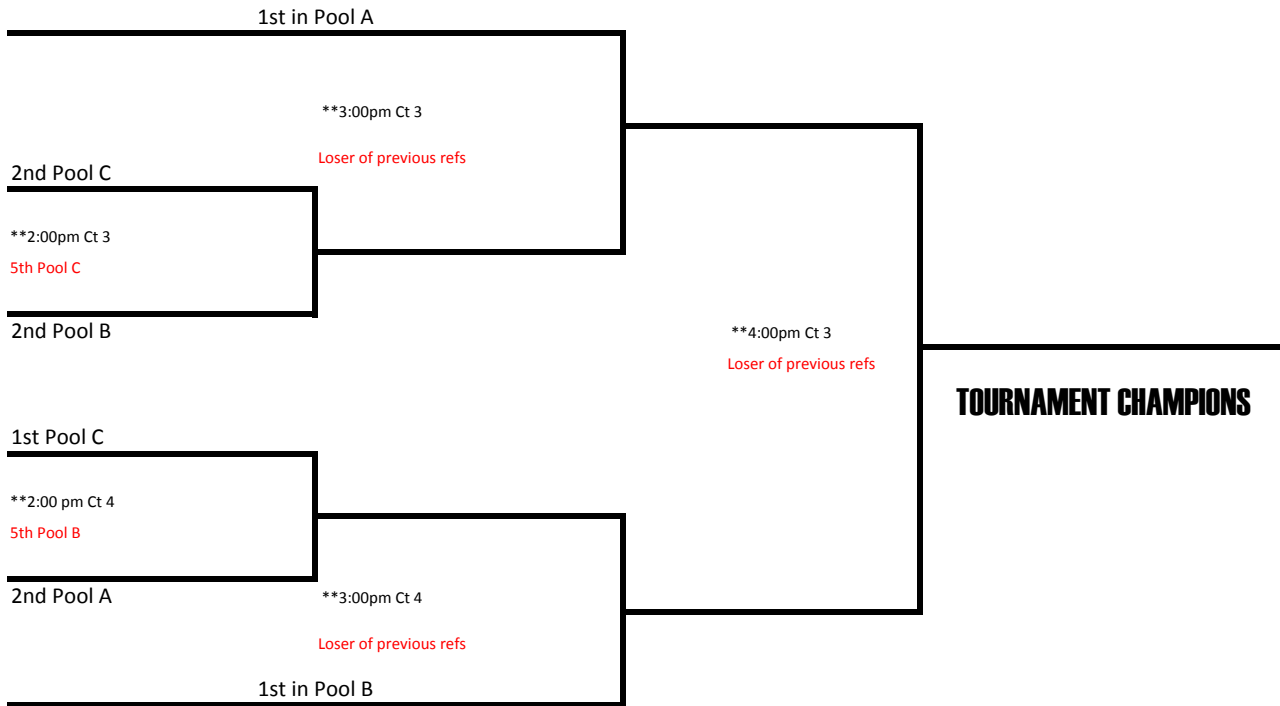 1st in Pool A
**3:00pm Ct 3
Loser of previous refs
2nd Pool C
**2:00pm Ct 3
5th Pool C
2nd Pool B
**4:00pm Ct 3
Loser of previous refs
TOURNAMENT CHAMPIONS
1st Pool C
**2:00 pm Ct 4
5th Pool B
2nd Pool A
**3:00pm Ct 4
Loser of previous refs
1st in Pool B